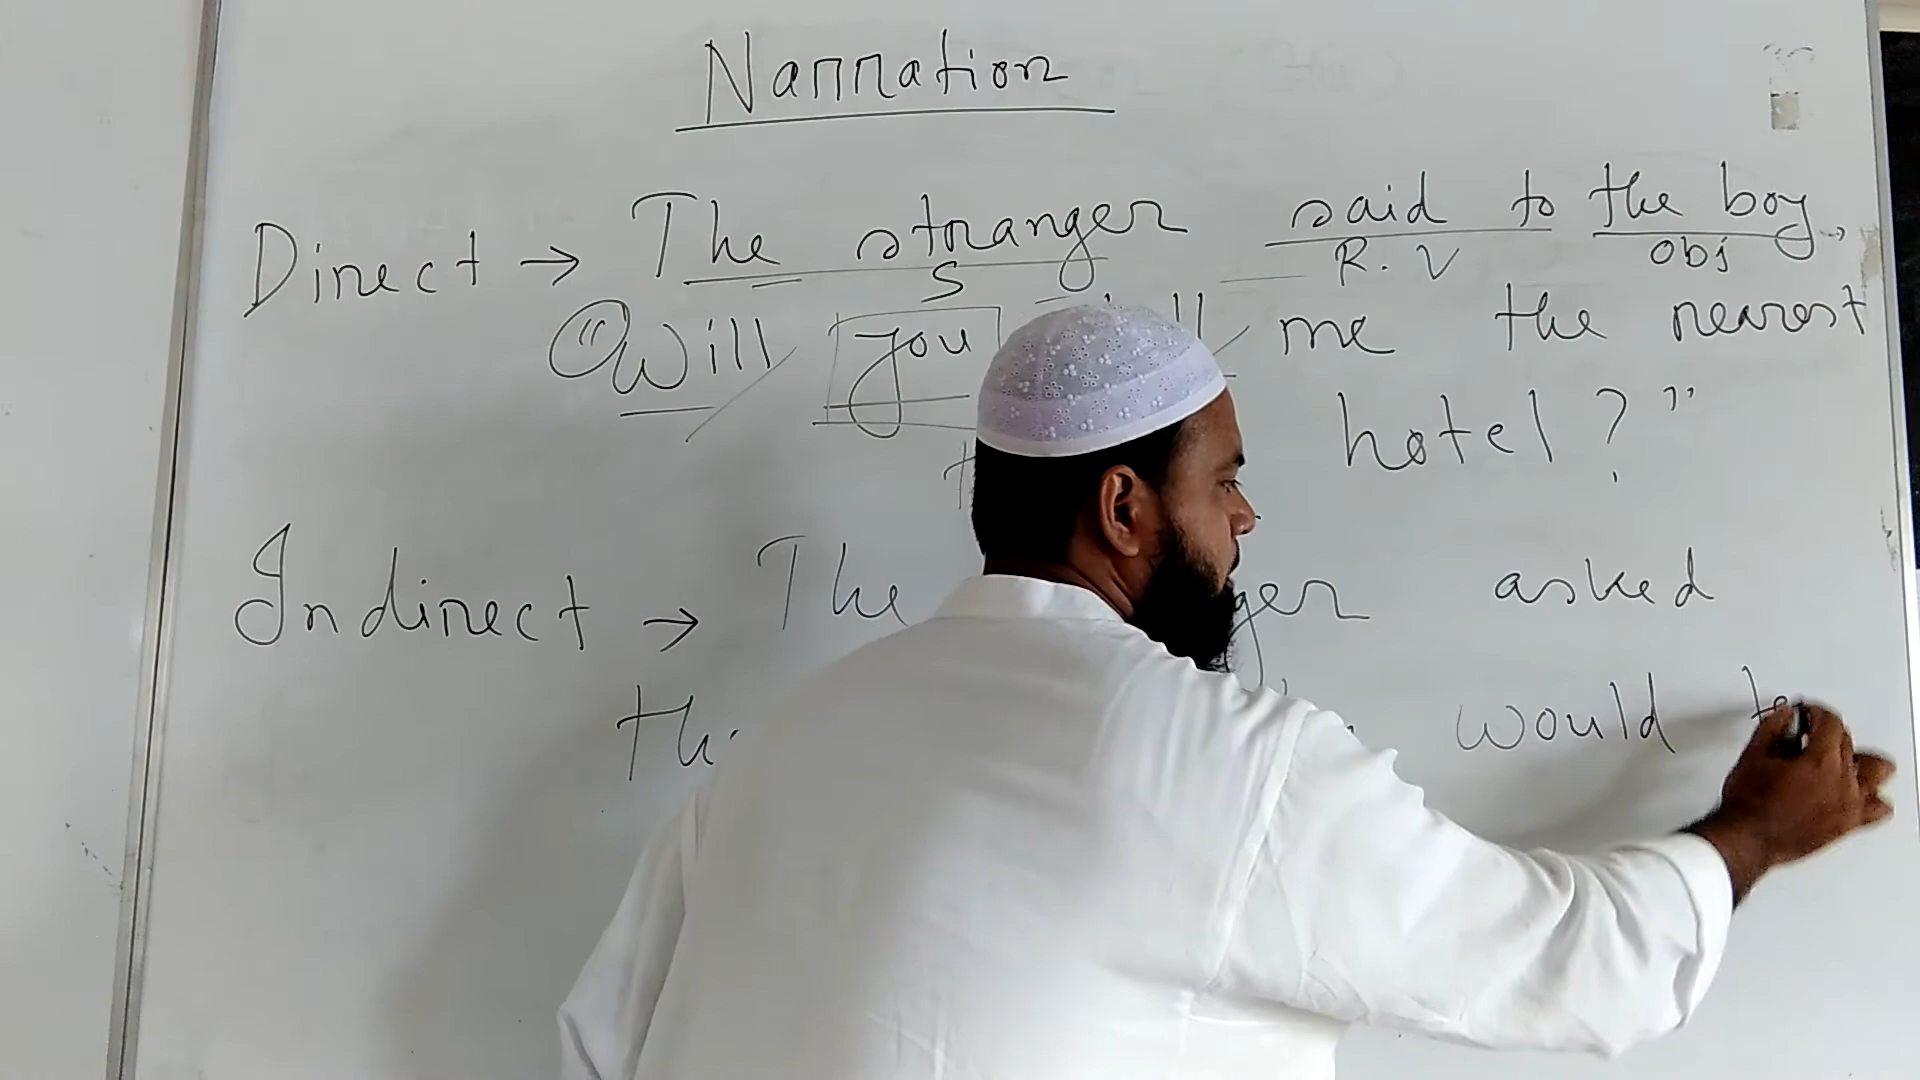 Narration
Direct → The stranger said to the boy,
S R.V obj
"Will you me the nearest
hotel?"
Indirect → The asked
would